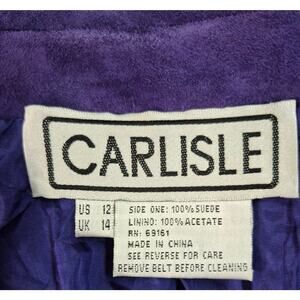 CARLISLE
US 12 SIDE ONE: 100% SUEDE
UK 14 LINING: 100% ACETATE
RN: 69161
MADE IN CHINA
SEE REVERSE FOR CARE
REMOVE BELT BEFORE CLEANING